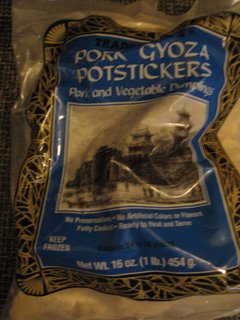 TRADER
PORK GYOZA
POTSTICKERS
Pork and Vegetable Dumplings
No Preservatives • No Artificial Colors or Flavors
Fully Cooked • Ready to Heat and Serve
KEEP
FROZEN
Net Wt. 16 oz. (1 lb.) 454 g.